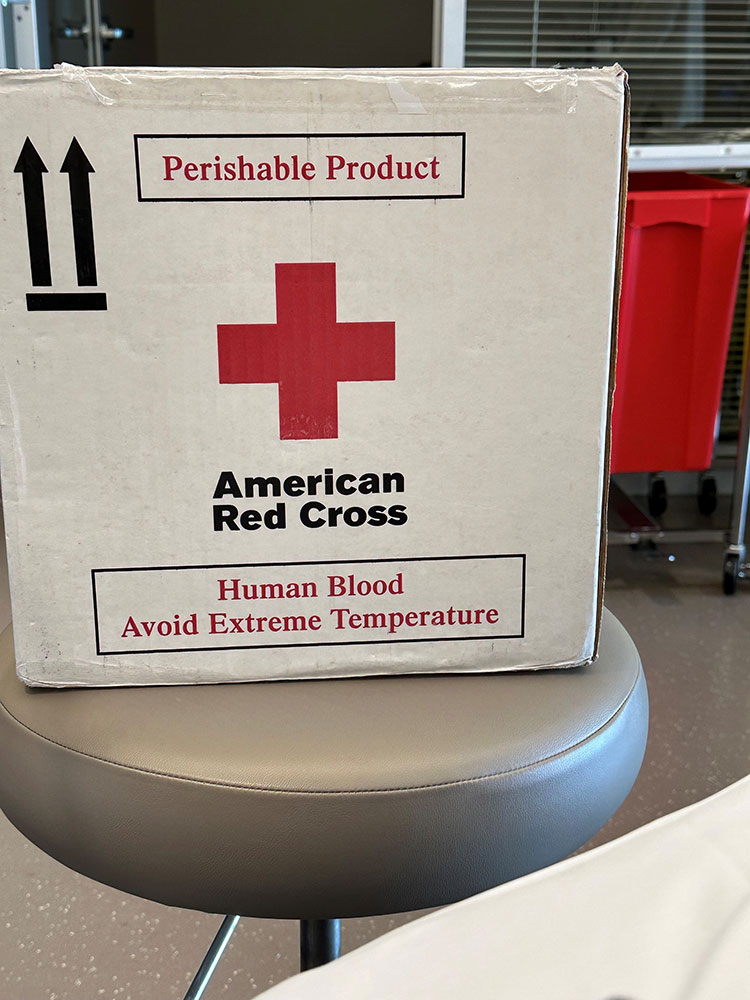 Perishable Product
American
Red Cross
Human Blood
Avoid Extreme Temperature